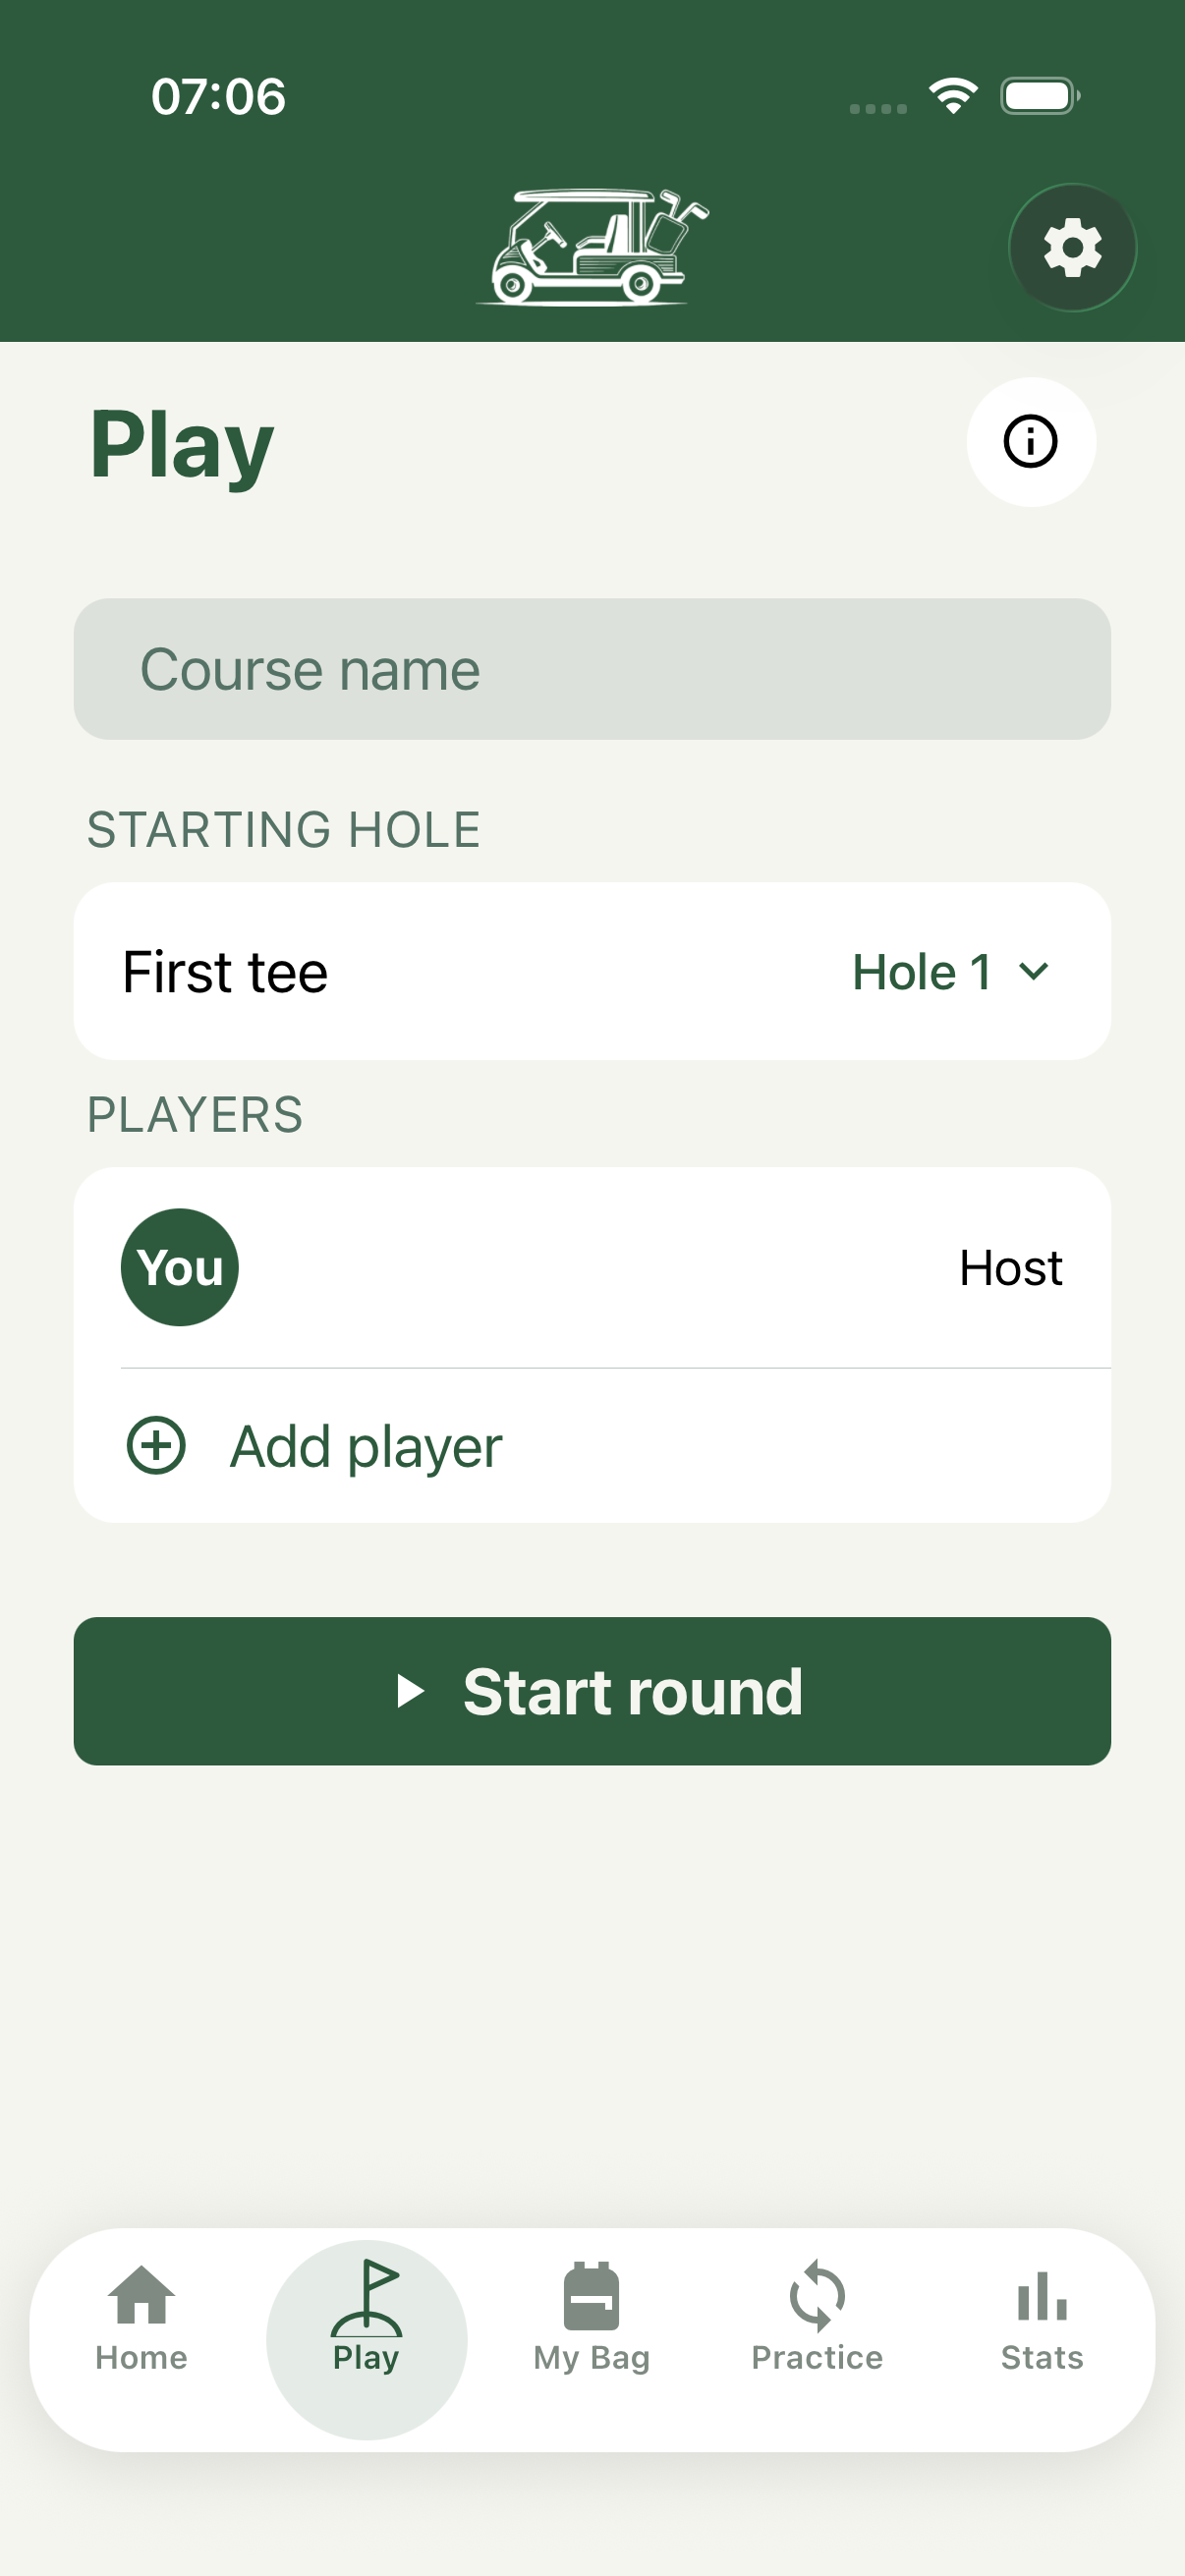 07:06
Play
Course name
STARTING HOLE
First tee Hole 1
PLAYERS
You Host
Add player
Start round
Home Play My Bag Practice Stats